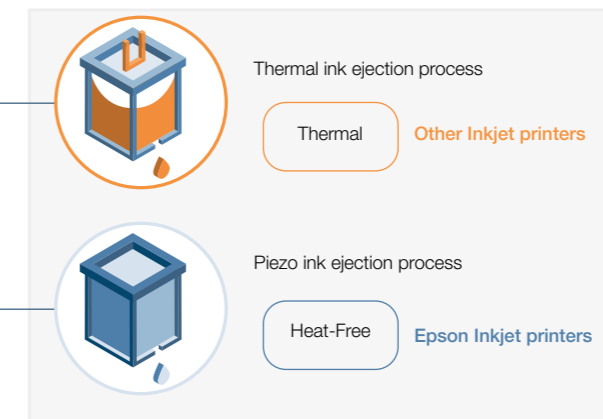 Thermal ink ejection process
Thermal
Other Inkjet printers
Piezo ink ejection process
Heat-Free
Epson Inkjet printers